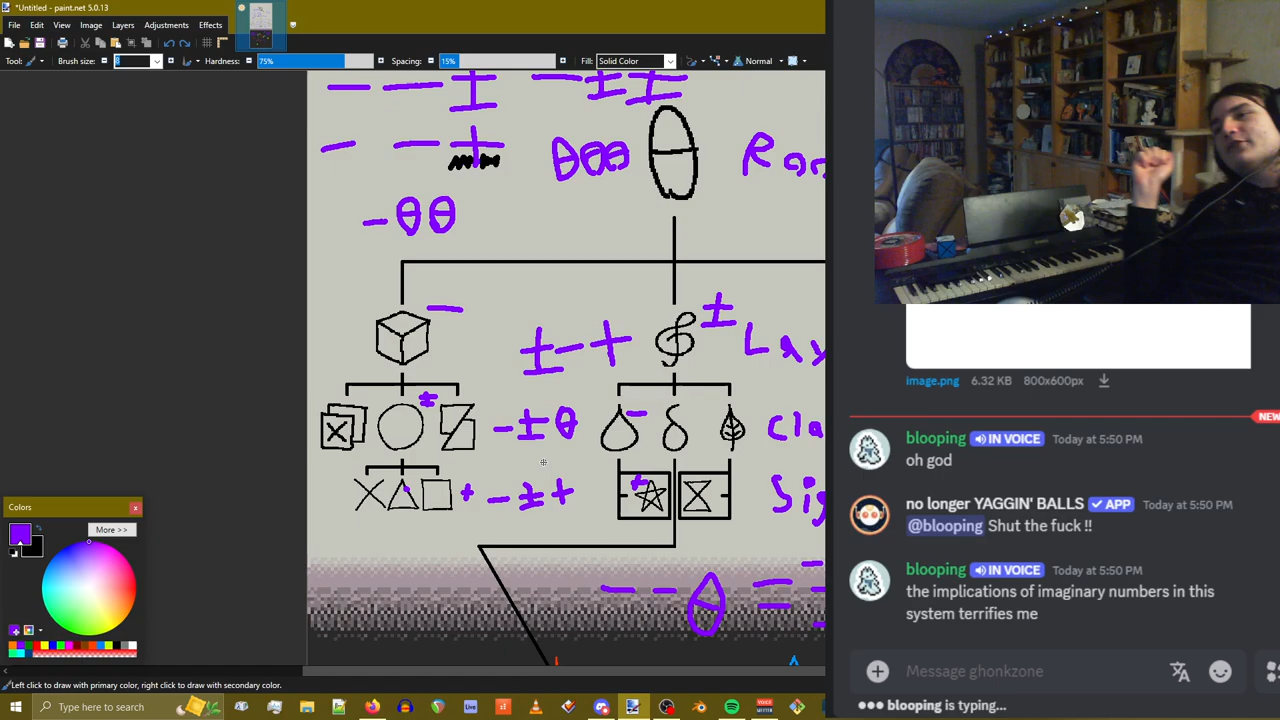 *Untitled - paint.net 5.0.13
File Edit View Image Layers Adjustments Effects
Tool: Brush size: Hardness: 75% Spacing: 15% Fill: Solid Color Normal
− − ± − ± ±
− − ±
θθθ θ
− θθ
−
± − + ±
± −
− ± θ
X + − ± +
− − θ
Colors
More >>
Left click to draw with primary color, right click to draw with secondary color.
Type here to search
Live
image.png 6.32 KB 800x600px
NEW
blooping IN VOICE Today at 5:50 PM
oh god
no longer YAGGIN' BALLS ✓ APP Today at 5:50 PM
@blooping Shut the fuck !!
blooping IN VOICE Today at 5:50 PM
the implications of imaginary numbers in this
system terrifies me
Message ghonkzone
blooping is typing...